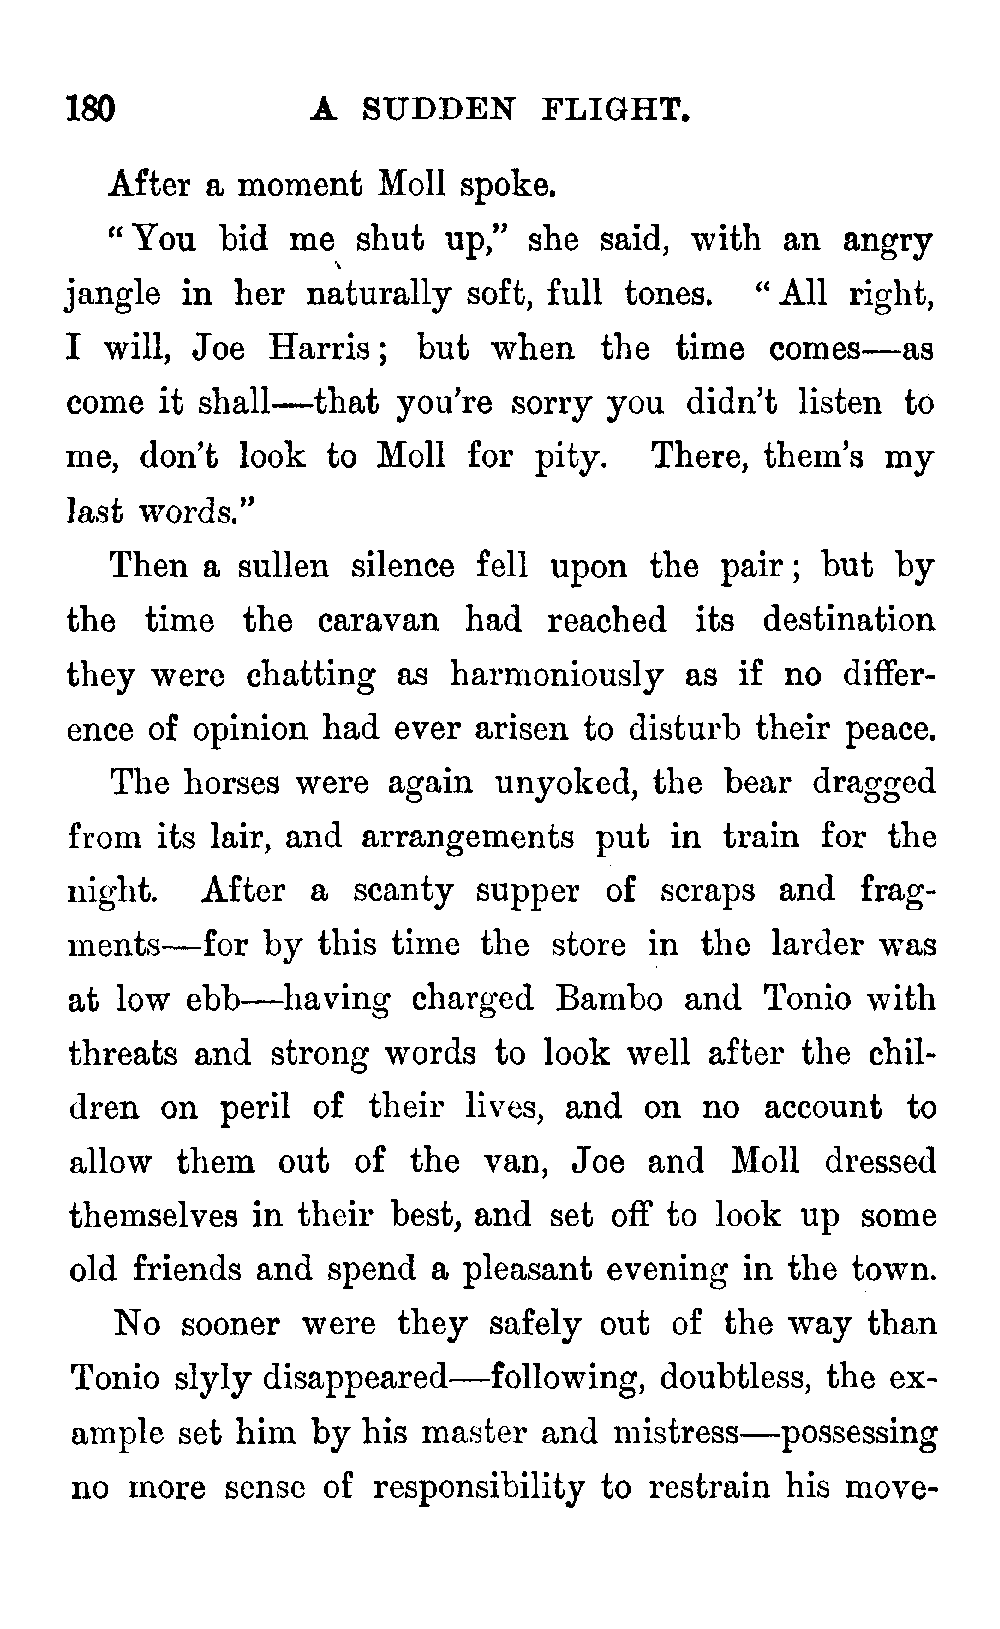 180 A SUDDEN FLIGHT.
After a moment Moll spoke.
“You bid me shut up,” she said, with an angry
jangle in her naturally soft, full tones. “All right,
I will, Joe Harris; but when the time comes—as
come it shall—that you're sorry you didn't listen to
me, don't look to Moll for pity. There, them's my
last words.”
Then a sullen silence fell upon the pair; but by
the time the caravan had reached its destination
they were chatting as harmoniously as if no differ-
ence of opinion had ever arisen to disturb their peace.
The horses were again unyoked, the bear dragged
from its lair, and arrangements put in train for the
night. After a scanty supper of scraps and frag-
ments—for by this time the store in the larder was
at low ebb—having charged Bambo and Tonio with
threats and strong words to look well after the chil-
dren on peril of their lives, and on no account to
allow them out of the van, Joe and Moll dressed
themselves in their best, and set off to look up some
old friends and spend a pleasant evening in the town.
No sooner were they safely out of the way than
Tonio slyly disappeared—following, doubtless, the ex-
ample set him by his master and mistress—possessing
no more sense of responsibility to restrain his move-